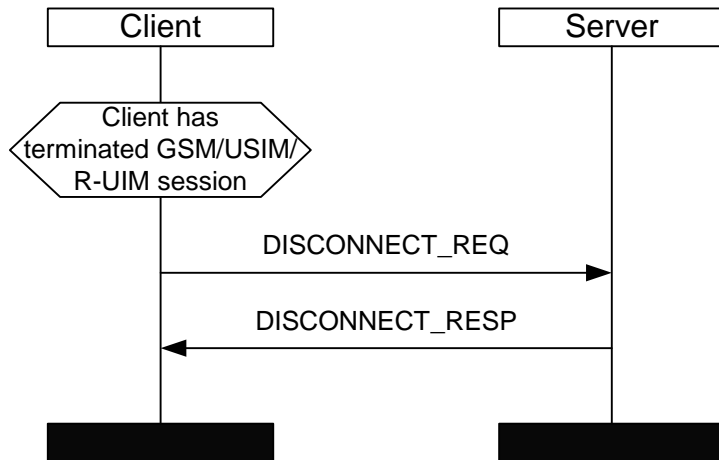 Client
Server
Client has
terminated GSM/USIM/
R-UIM session
DISCONNECT_REQ
DISCONNECT_RESP